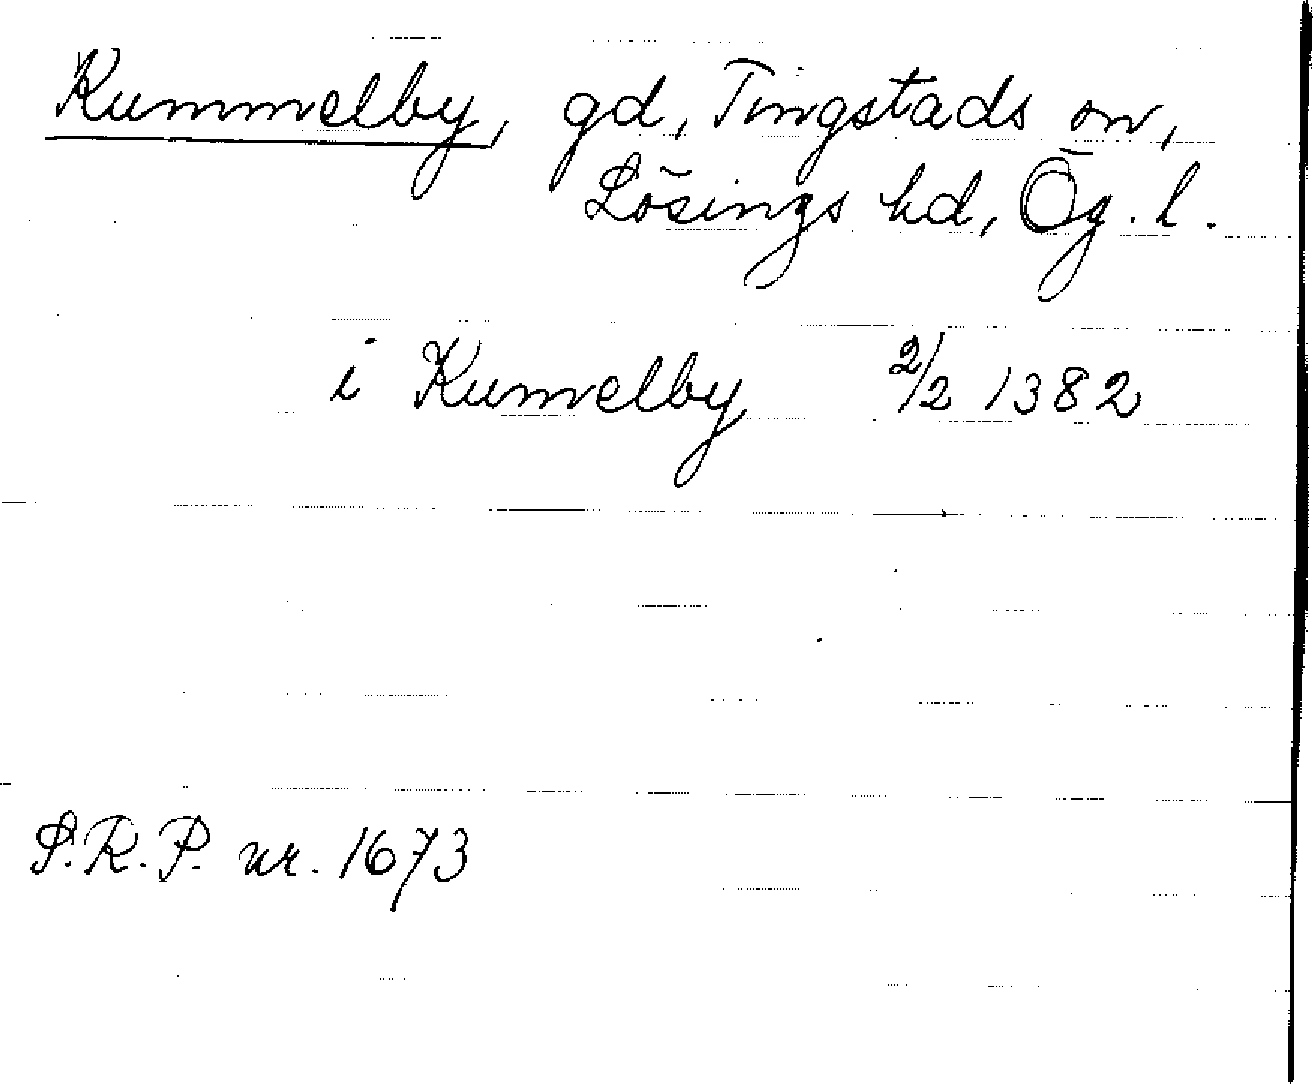 Kummelby, gd, Tingstads sn,
Lösings hd, Ög. l.
i Kumelby 2/2 1382
S.R.P. nr. 1673